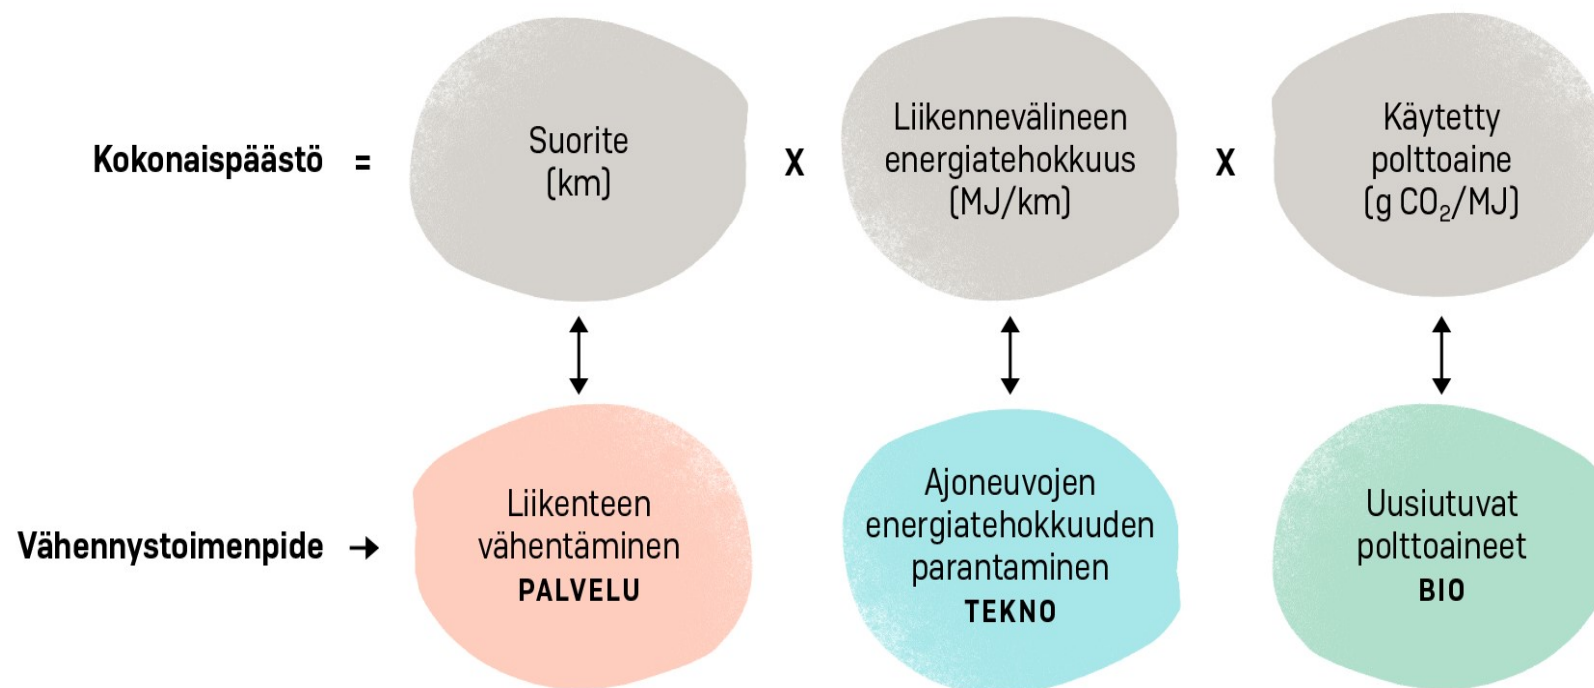 Kokonaispäästö =
Suorite
(km)
X
Liikennevälineen
energiatehokkuus
(MJ/km)
X
Käytetty
polttoaine
(g CO₂/MJ)
Vähennystoimenpide →
Liikenteen
vähentäminen
PALVELU
Ajoneuvojen
energiatehokkuuden
parantaminen
TEKNO
Uusiutuvat
polttoaineet
BIO